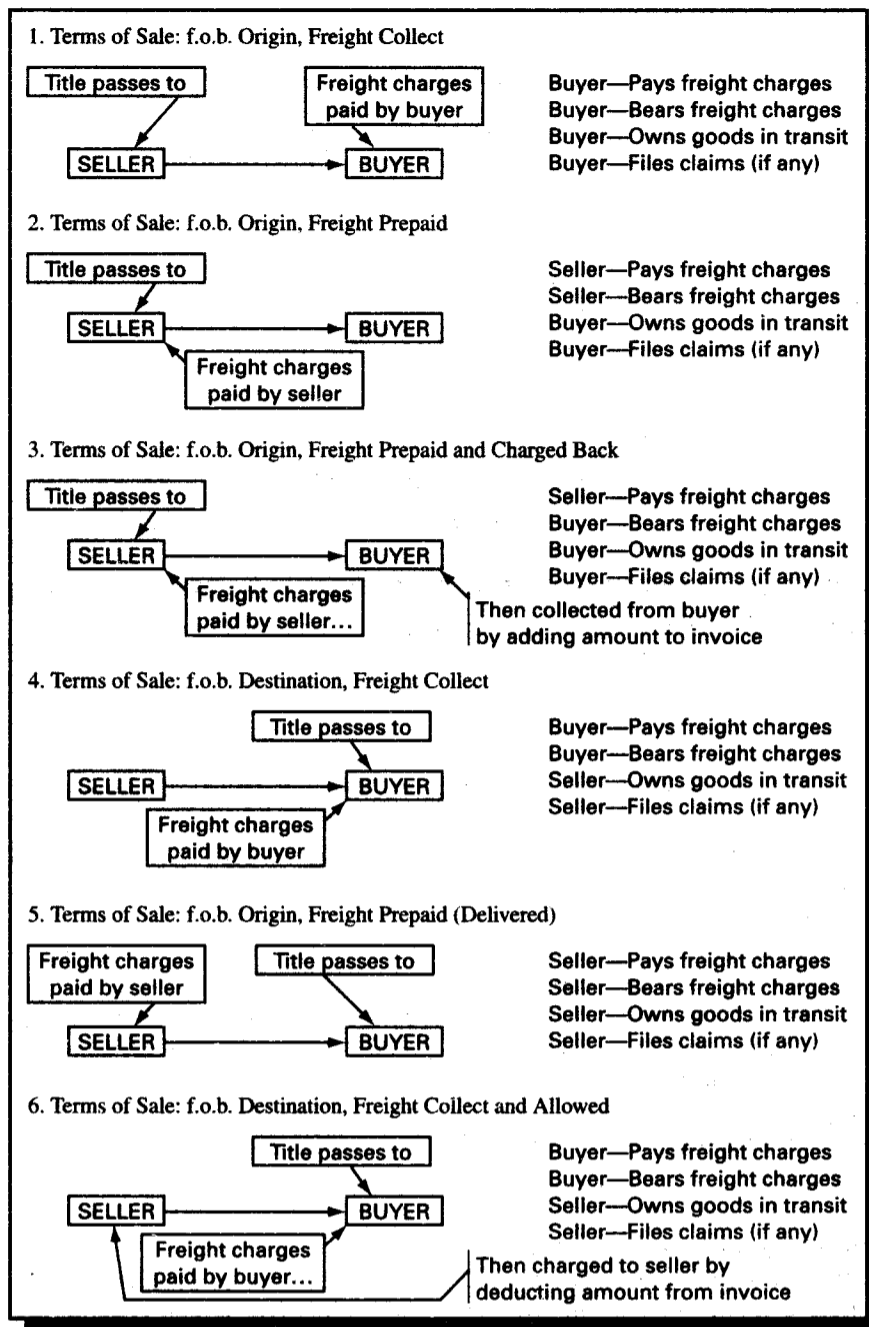 1. Terms of Sale: f.o.b. Origin, Freight Collect
Title passes to
Freight charges
paid by buyer
SELLER
BUYER
Buyer—Pays freight charges
Buyer—Bears freight charges
Buyer—Owns goods in transit
Buyer—Files claims (if any)
2. Terms of Sale: f.o.b. Origin, Freight Prepaid
Title passes to
SELLER
BUYER
Freight charges
paid by seller
Seller—Pays freight charges
Seller—Bears freight charges
Buyer—Owns goods in transit
Buyer—Files claims (if any)
3. Terms of Sale: f.o.b. Origin, Freight Prepaid and Charged Back
Title passes to
SELLER
BUYER
Freight charges
paid by seller...
Seller—Pays freight charges
Buyer—Bears freight charges
Buyer—Owns goods in transit
Buyer—Files claims (if any)
Then collected from buyer
by adding amount to invoice
4. Terms of Sale: f.o.b. Destination, Freight Collect
Title passes to
SELLER
BUYER
Freight charges
paid by buyer
Buyer—Pays freight charges
Buyer—Bears freight charges
Seller—Owns goods in transit
Seller—Files claims (if any)
5. Terms of Sale: f.o.b. Origin, Freight Prepaid (Delivered)
Freight charges
paid by seller
Title passes to
SELLER
BUYER
Seller—Pays freight charges
Seller—Bears freight charges
Seller—Owns goods in transit
Seller—Files claims (if any)
6. Terms of Sale: f.o.b. Destination, Freight Collect and Allowed
Title passes to
SELLER
BUYER
Freight charges
paid by buyer...
Buyer—Pays freight charges
Buyer—Bears freight charges
Seller—Owns goods in transit
Seller—Files claims (if any)
Then charged to seller by
deducting amount from invoice